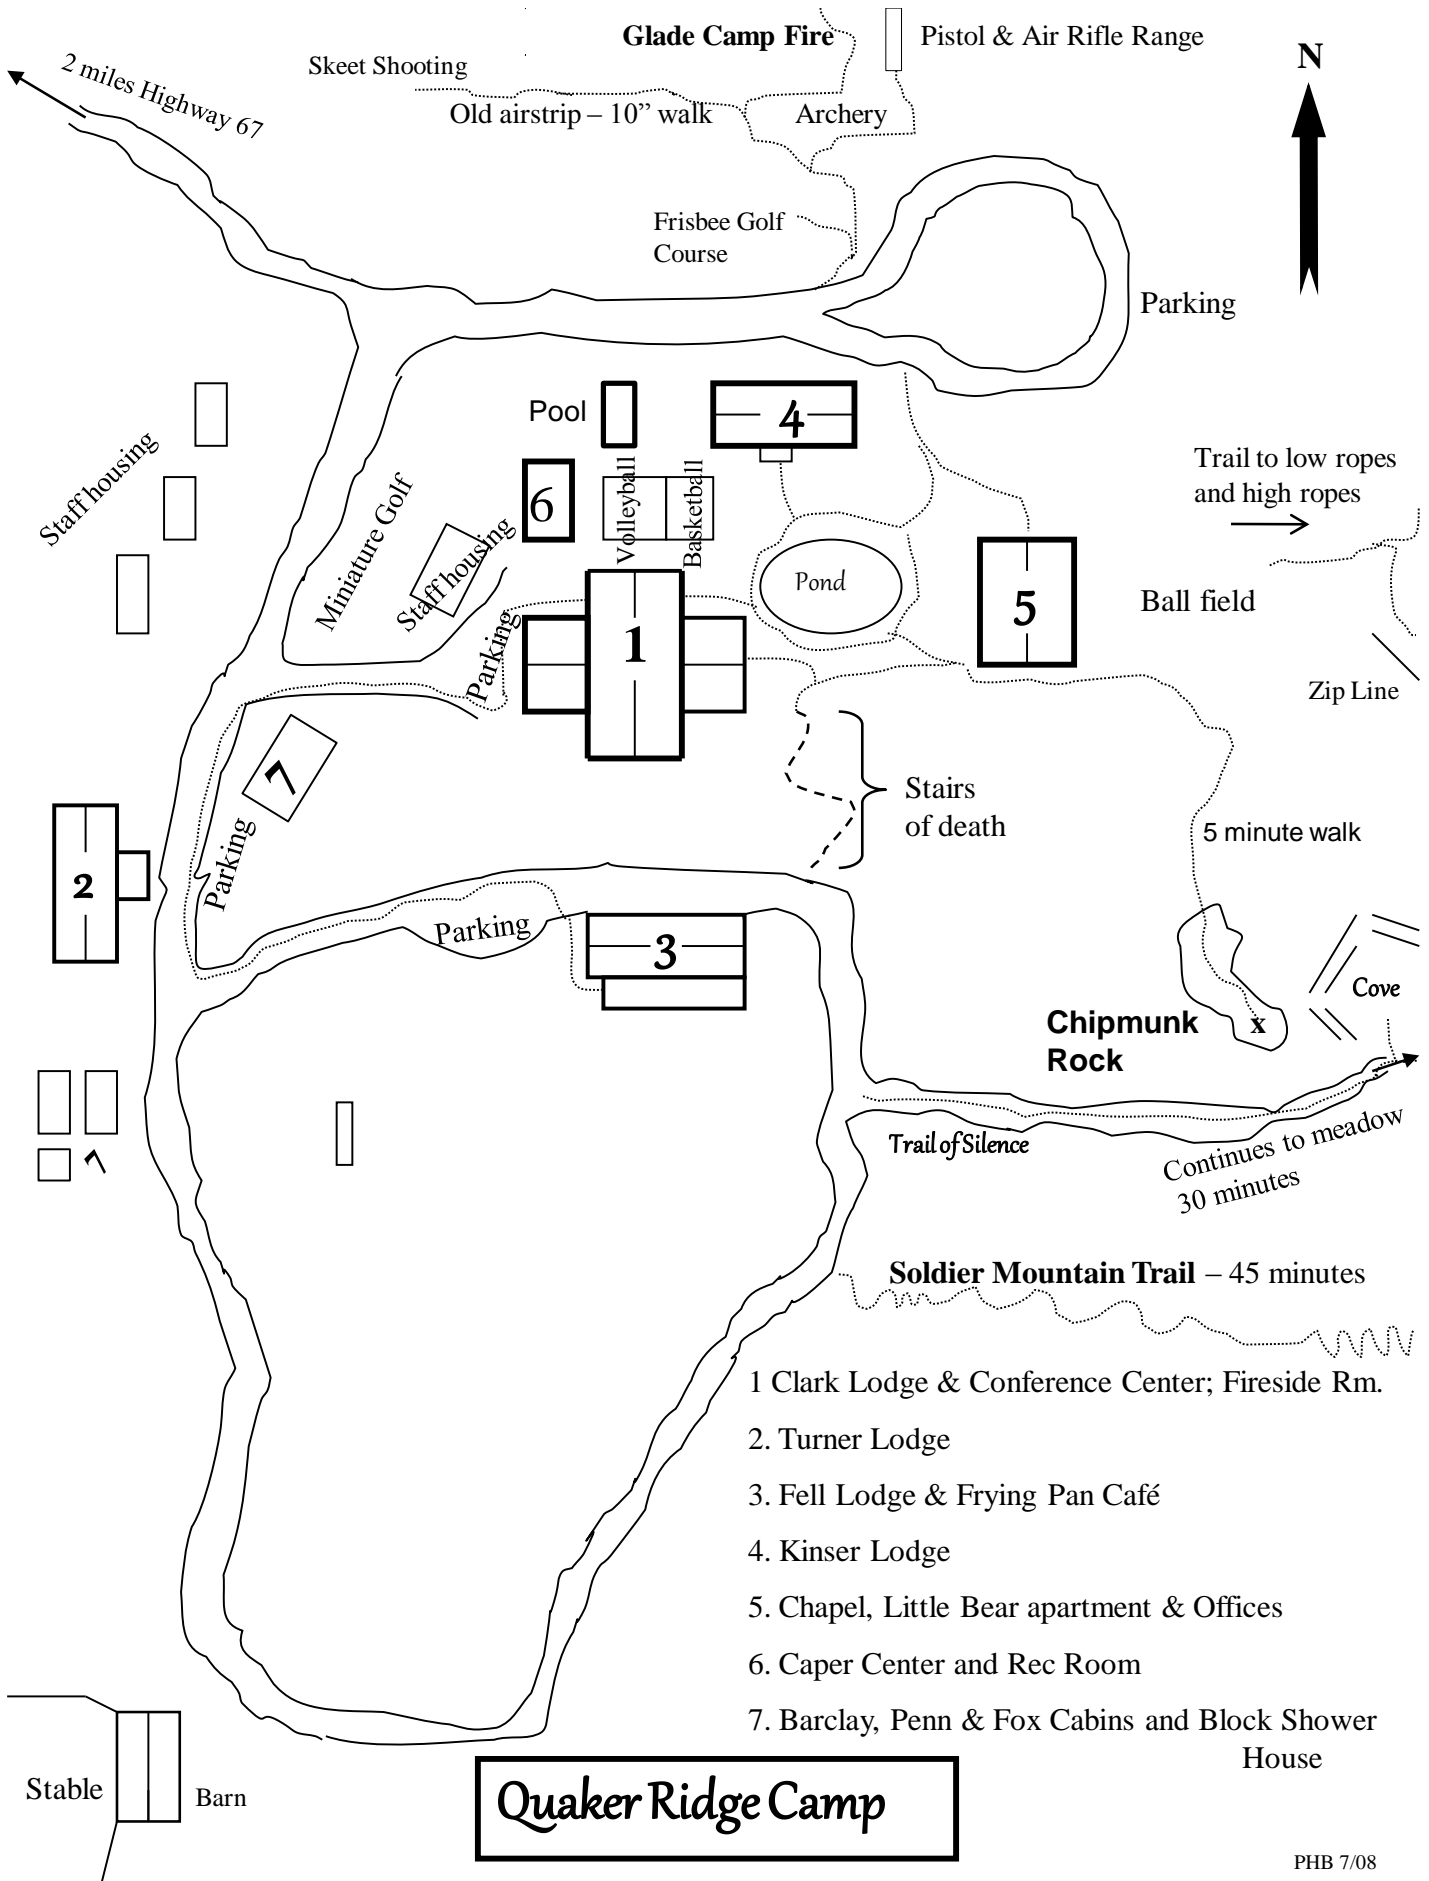 Glade Camp Fire
Pistol & Air Rifle Range
N
2 miles Highway 67
Skeet Shooting
Old airstrip – 10” walk
Archery
Frisbee Golf
Course
Parking
Pool
4
Staff housing
Trail to low ropes
and high ropes
6
Volleyball
Basketball
Miniature Golf
Staff housing
Pond
5
Ball field
Parking
1
Zip Line
7
Stairs
of death
5 minute walk
2
Parking
Parking
3
Cove
Chipmunk
Rock
x
Trail of Silence
Continues to meadow
30 minutes
7
Soldier Mountain Trail – 45 minutes
1 Clark Lodge & Conference Center; Fireside Rm.
2. Turner Lodge
3. Fell Lodge & Frying Pan Café
4. Kinser Lodge
5. Chapel, Little Bear apartment & Offices
6. Caper Center and Rec Room
7. Barclay, Penn & Fox Cabins and Block Shower
House
Stable
Barn
Quaker Ridge Camp
PHB 7/08